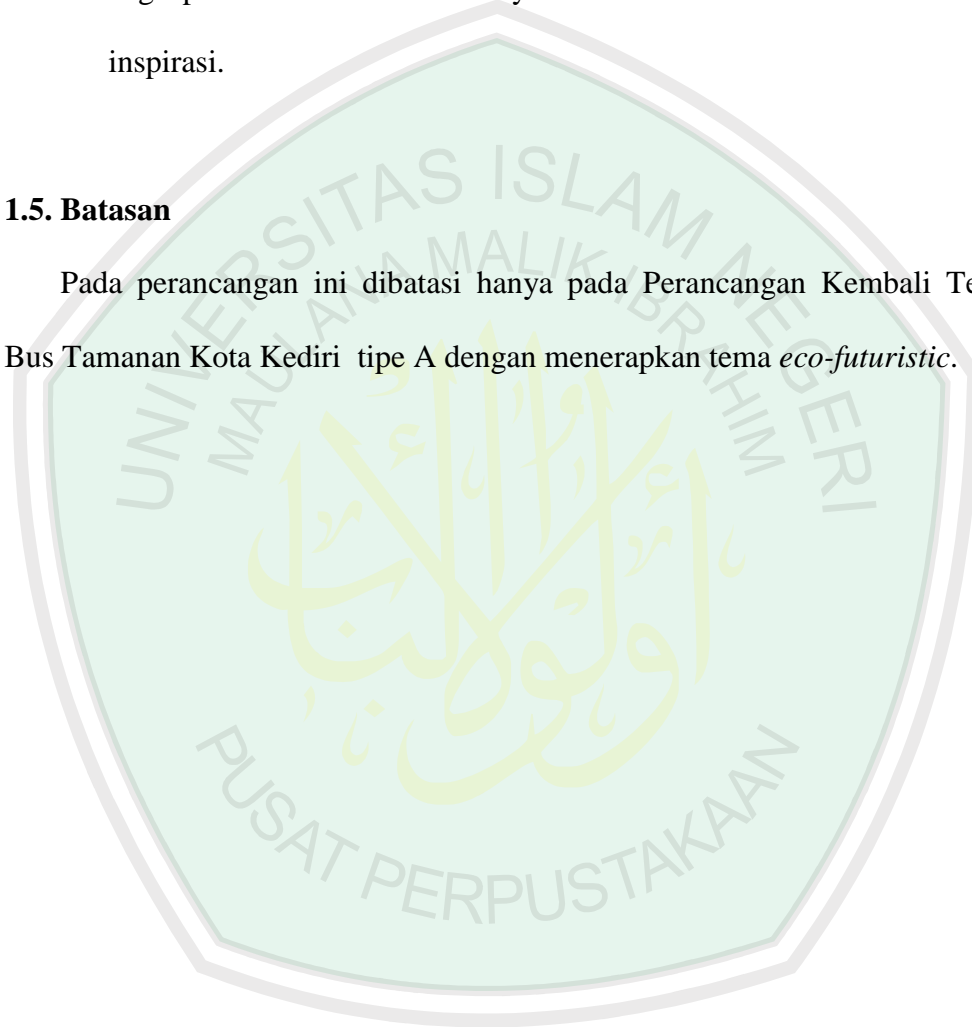 inspirasi.
1.5. Batasan
Pada perancangan ini dibatasi hanya pada Perancangan Kembali
Bus Tamanan Kota Kediri tipe A dengan menerapkan tema eco-futuristic.
UNIVERSITAS ISLAM NEGERI
MAULANA MALIK IBRAHIM
PUSAT PERPUSTAKAAN